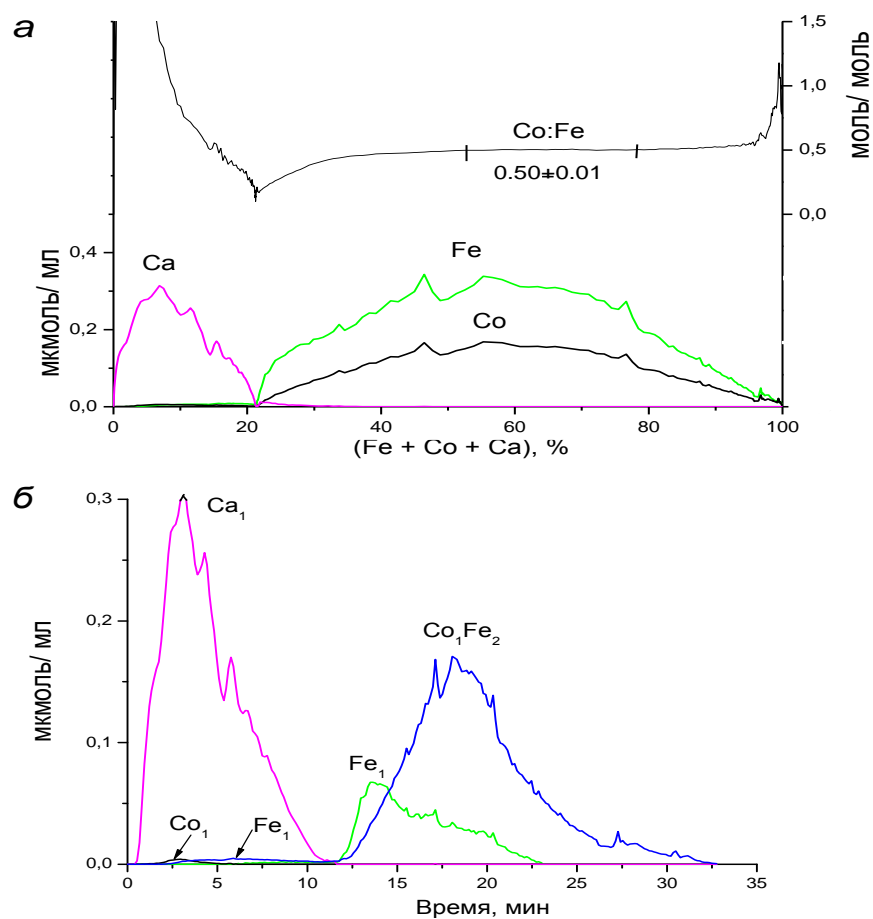 а
1,5
1,0
0,5
0,0
моль/ моль
Co:Fe
0.50±0.01
0,4
0,2
0,0
мкмоль/ мл
Ca
Fe
Co
0 20 40 60 80 100
(Fe + Co + Ca), %
б
0,3
0,2
0,1
0,0
мкмоль/ мл
Ca₁
Co₁Fe₂
Fe₁
Co₁
Fe₁
0 5 10 15 20 25 30 35
Время, мин